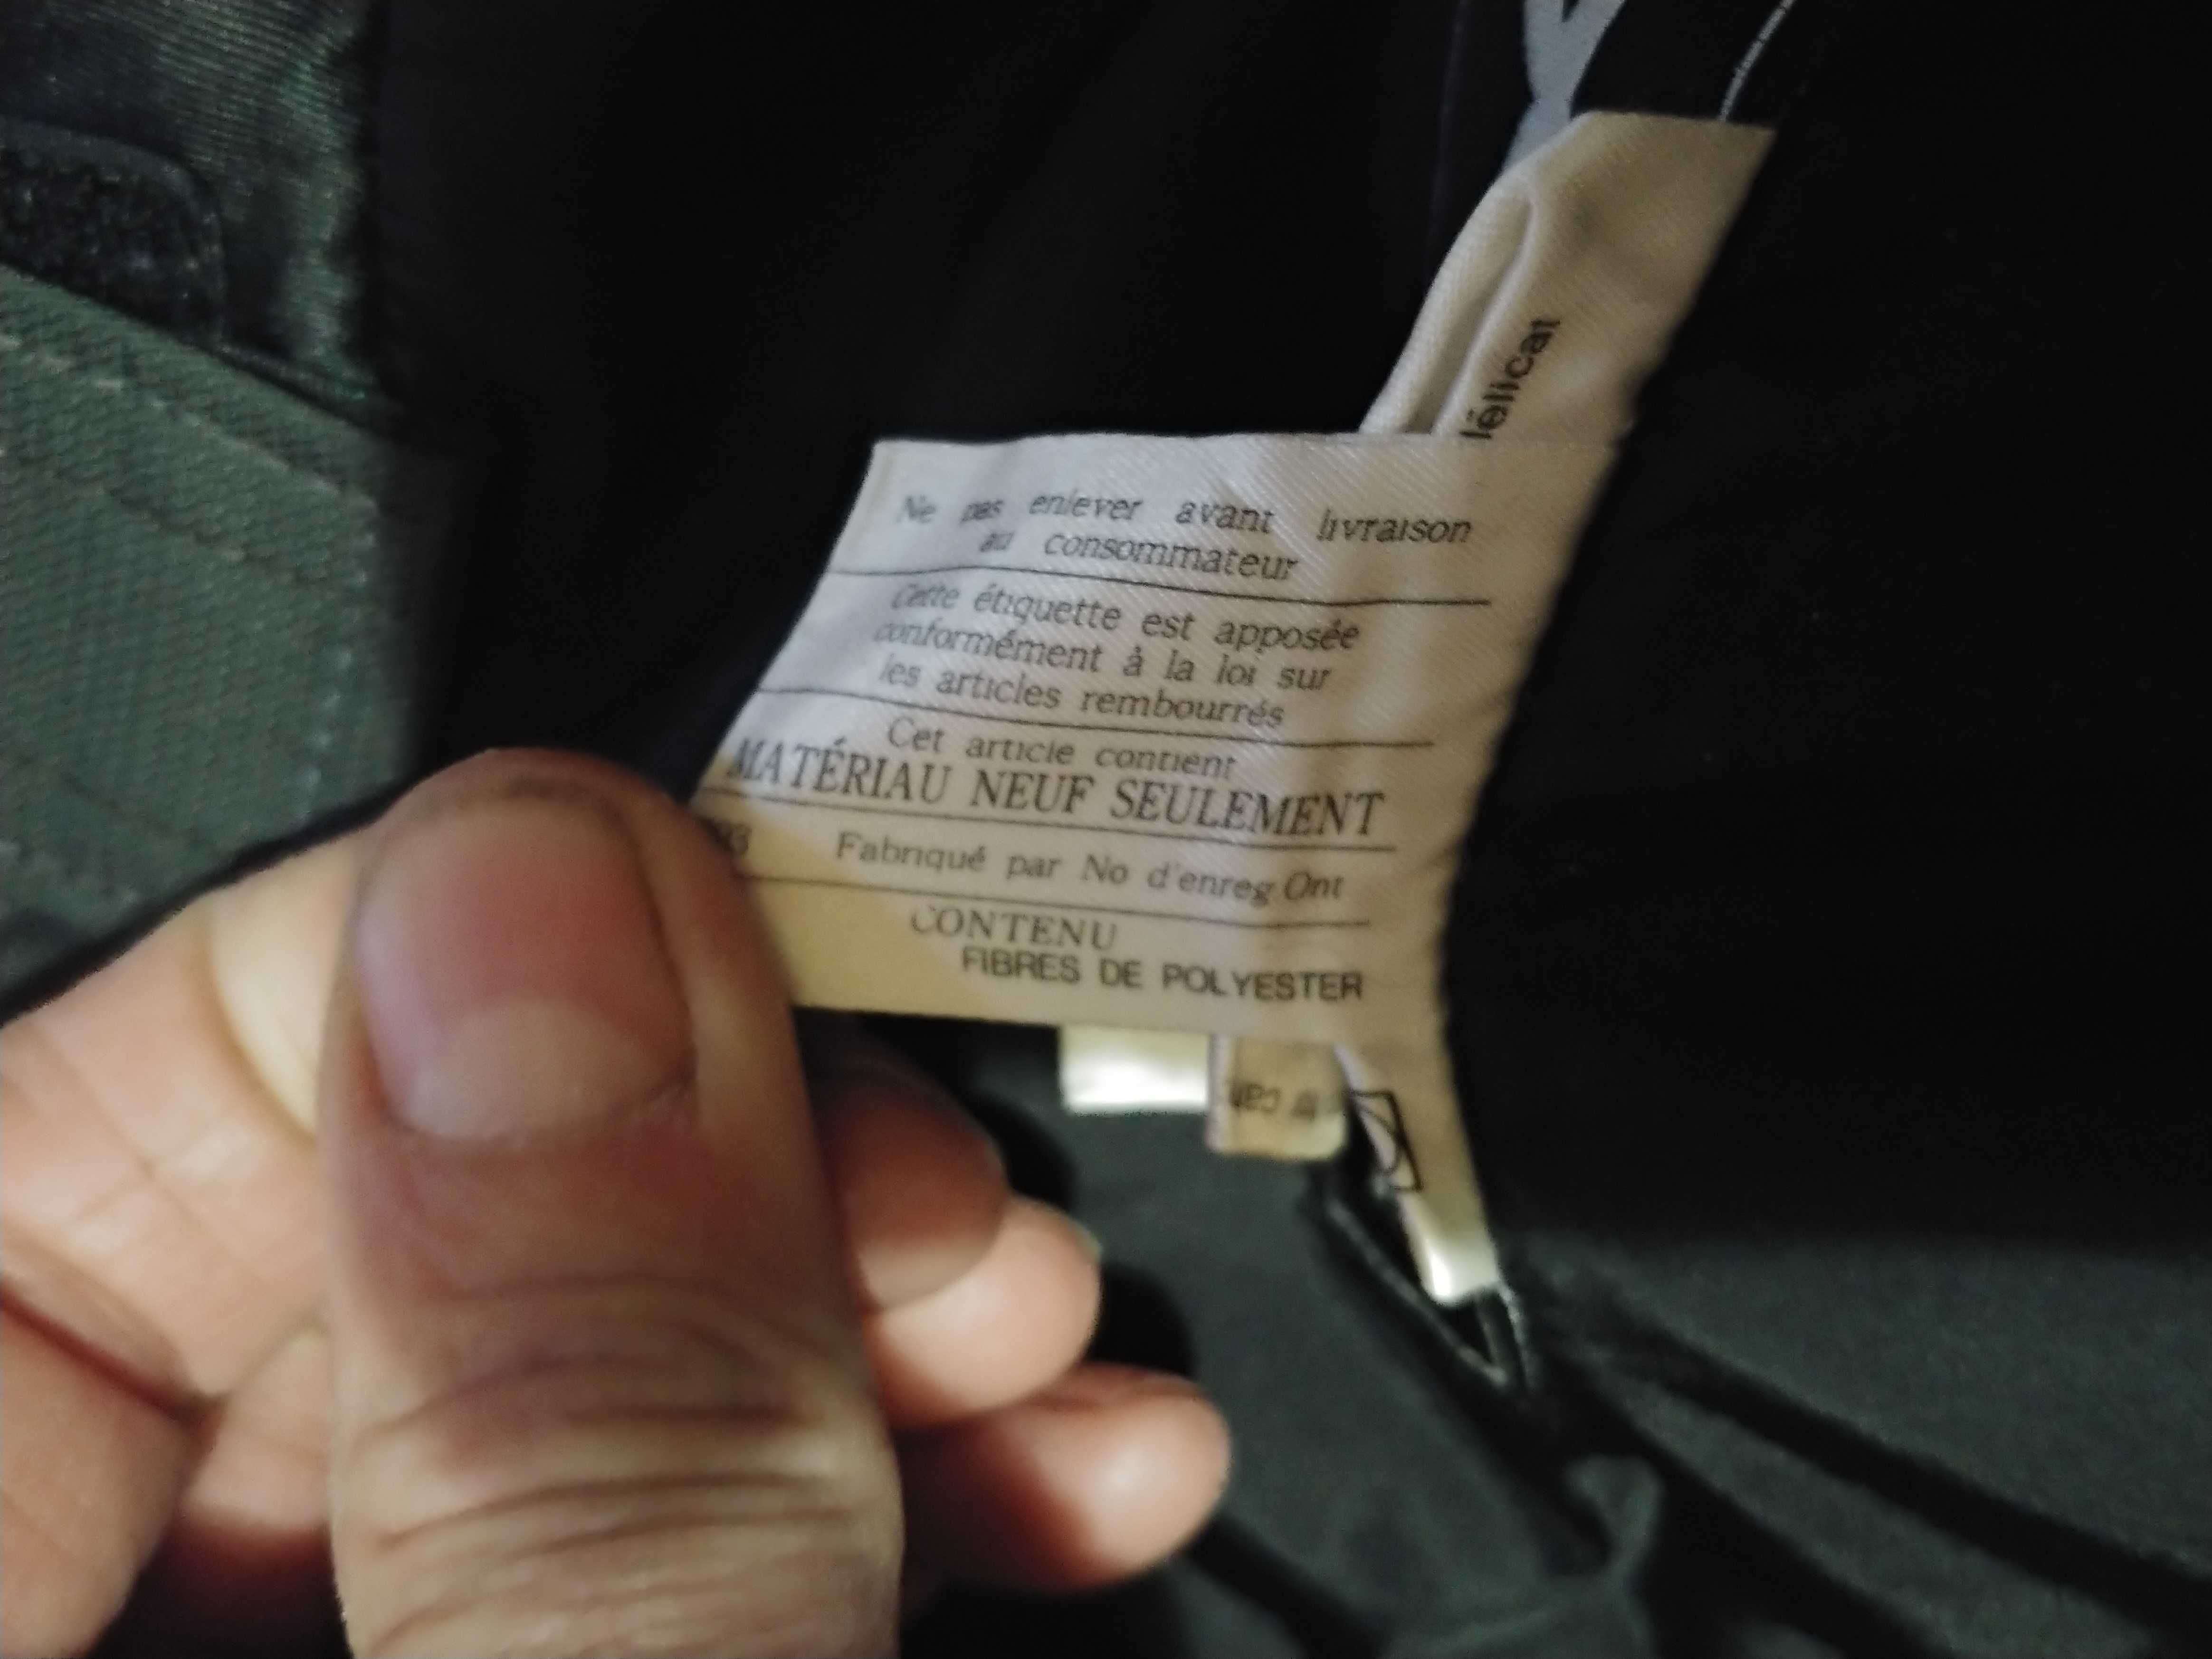 Ne pas enlever avant livraison
au consommateur
Cette étiquette est apposée
conformément à la loi sur
les articles rembourrés
Cet article contient
MATÉRIAU NEUF SEULEMENT
Fabriqué par No d'enreg Ont
CONTENU
FIBRES DE POLYESTER